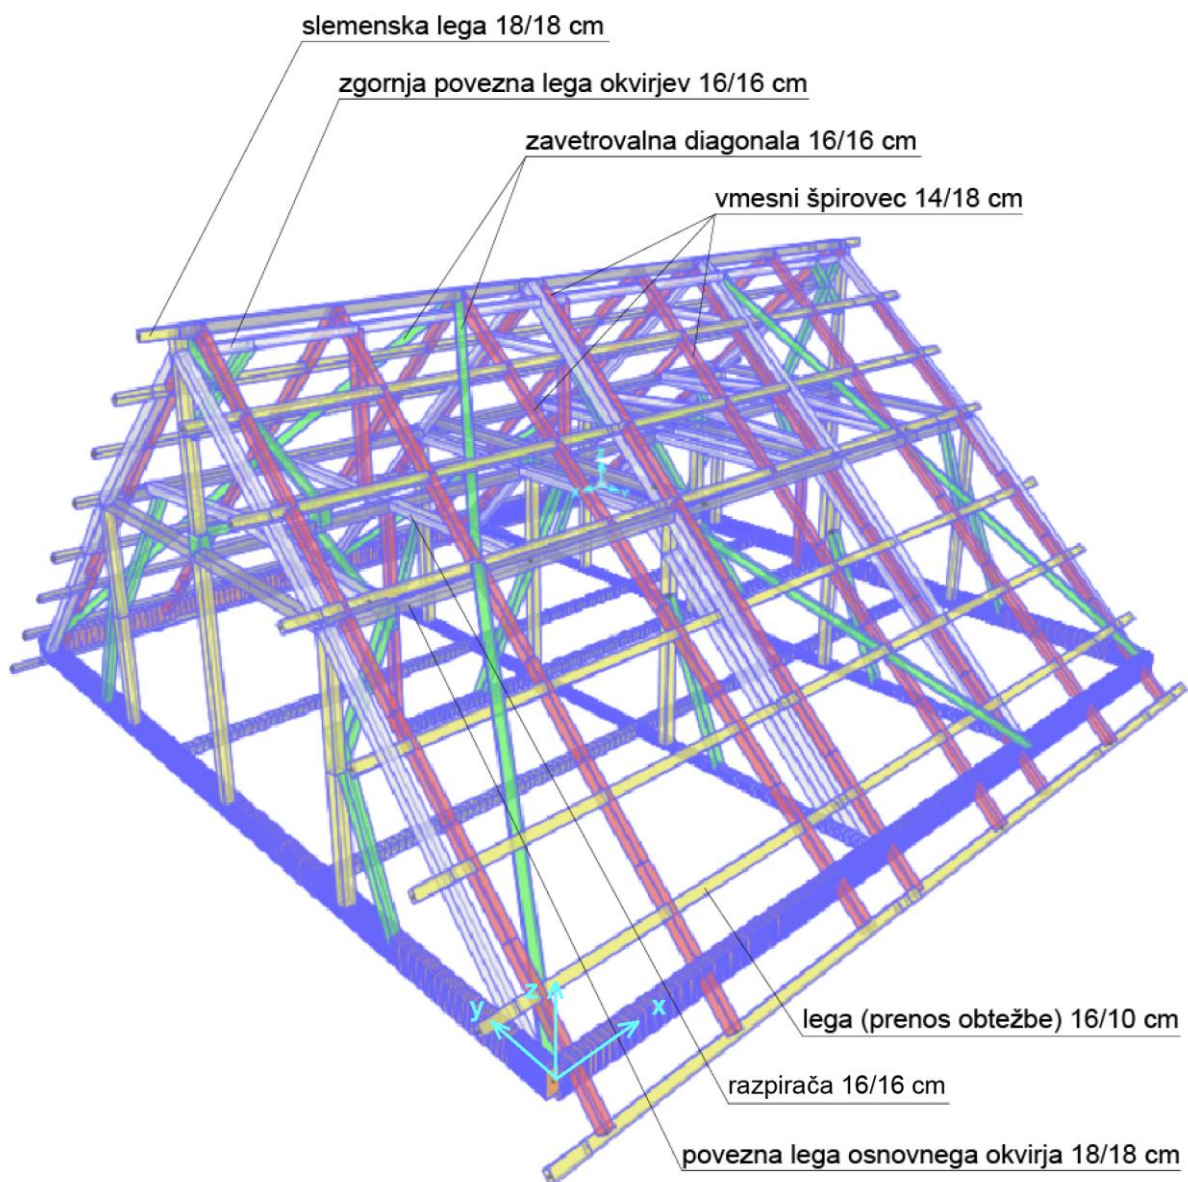 slemenska lega 18/18 cm
zgornja povezna lega okvirjev 16/16 cm
zavetrovalna diagonala 16/16 cm
vmesni špirovec 14/18 cm
y
z
x
lega (prenos obtežbe) 16/10 cm
razpirača 16/16 cm
povezna lega osnovnega okvirja 18/18 cm